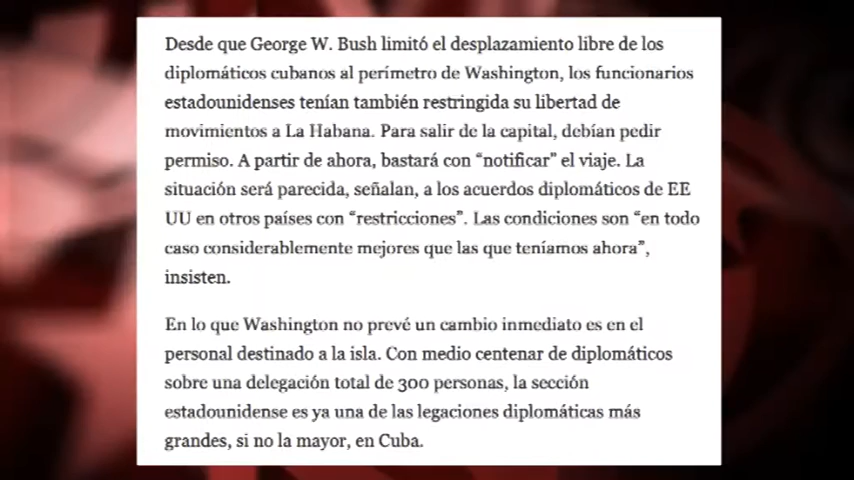 Desde que George W. Bush limitó el desplazamiento libre de los
diplomáticos cubanos al perímetro de Washington, los funcionarios
estadounidenses tenían también restringida su libertad de
movimientos a La Habana. Para salir de la capital, debían pedir
permiso. A partir de ahora, bastará con “notificar” el viaje. La
situación será parecida, señalan, a los acuerdos diplomáticos de EE
UU en otros países con “restricciones”. Las condiciones son “en todo
caso considerablemente mejores que las que teníamos ahora”,
insisten.
En lo que Washington no prevé un cambio inmediato es en el
personal destinado a la isla. Con medio centenar de diplomáticos
sobre una delegación total de 300 personas, la sección
estadounidense es ya una de las legaciones diplomáticas más
grandes, si no la mayor, en Cuba.